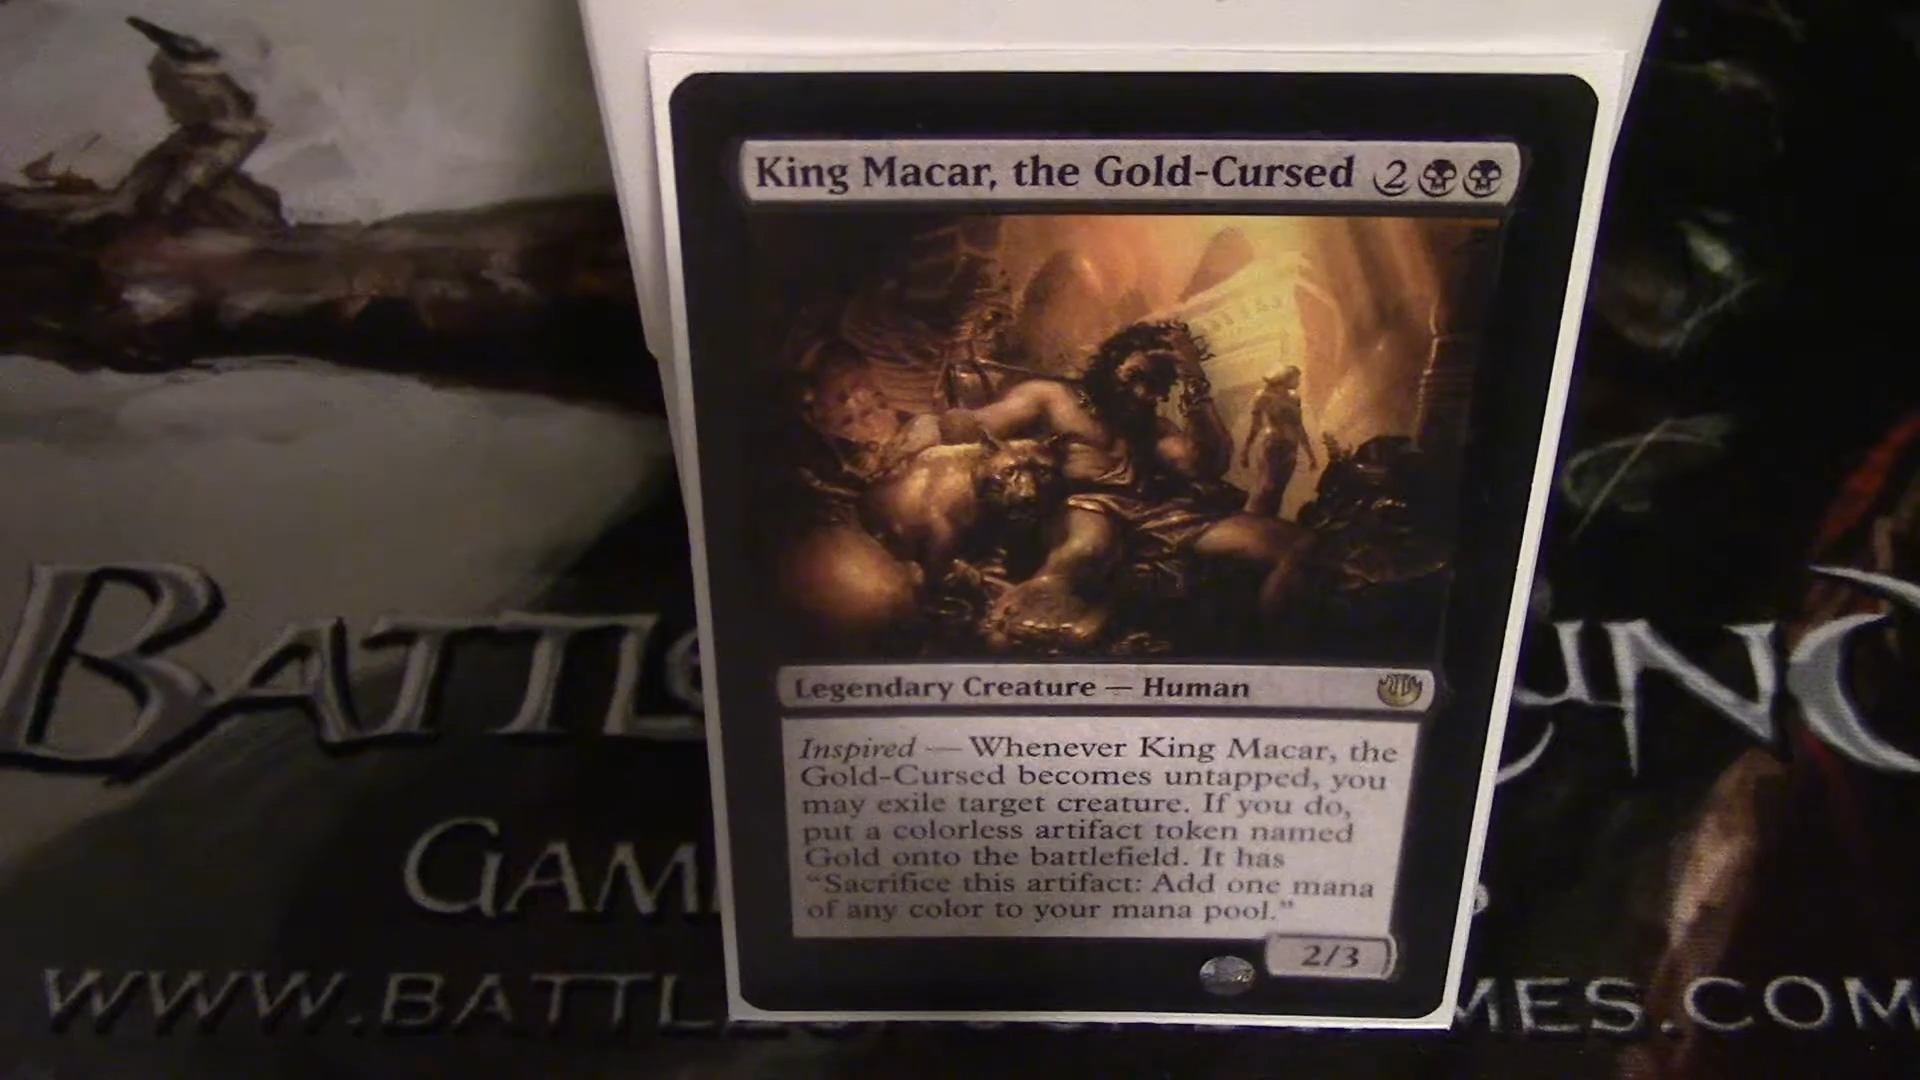 King Macar, the Gold-Cursed 2
Legendary Creature — Human
Inspired — Whenever King Macar, the
Gold-Cursed becomes untapped, you
may exile target creature. If you do,
put a colorless artifact token named
Gold onto the battlefield. It has
"Sacrifice this artifact: Add one mana
of any color to your mana pool."
2/3
BATTLE
GAM
WWW.BATTL
MES.COM